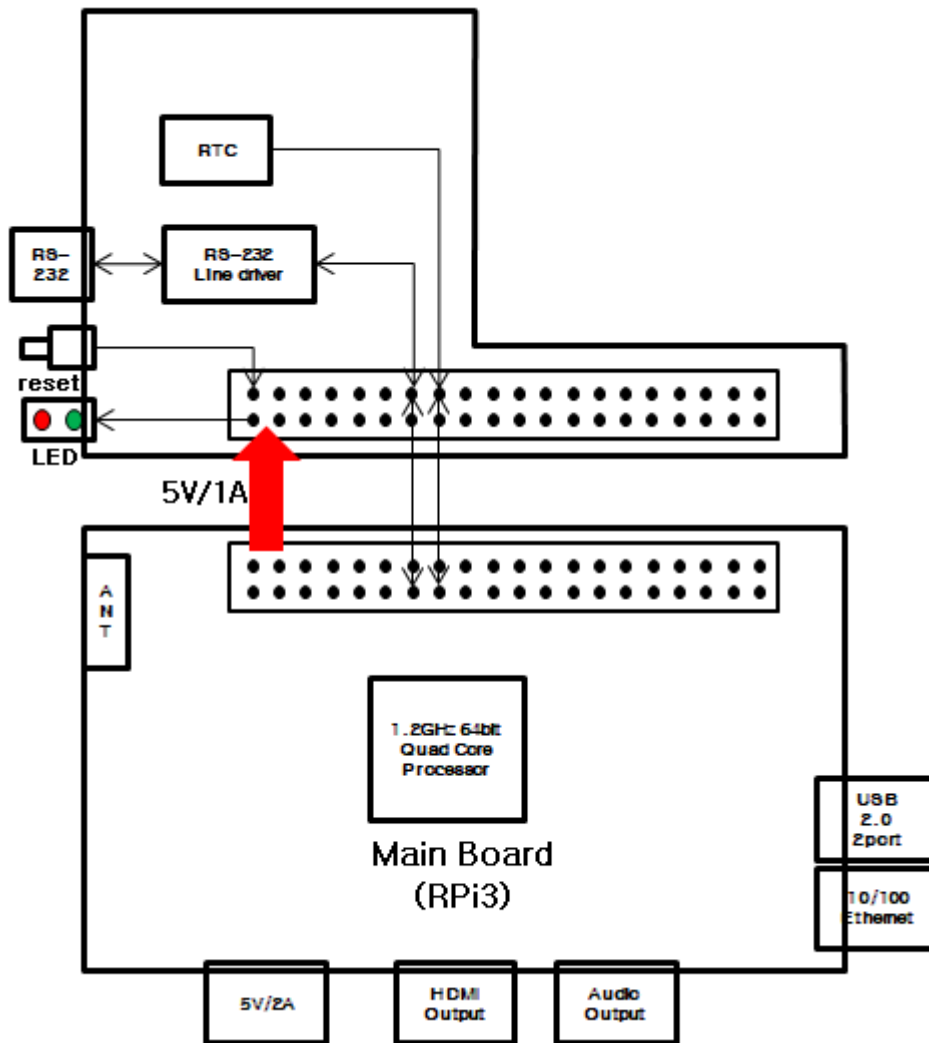 RTC
RS-
232
RS-232
Line driver
reset
LED
5V/1A
A
N
T
1.2GHz 64bit
Quad Core
Processor
Main Board
(RPi3)
USB
2.0
2port
10/100
Ethernet
5V/2A
HDMI
Output
Audio
Output